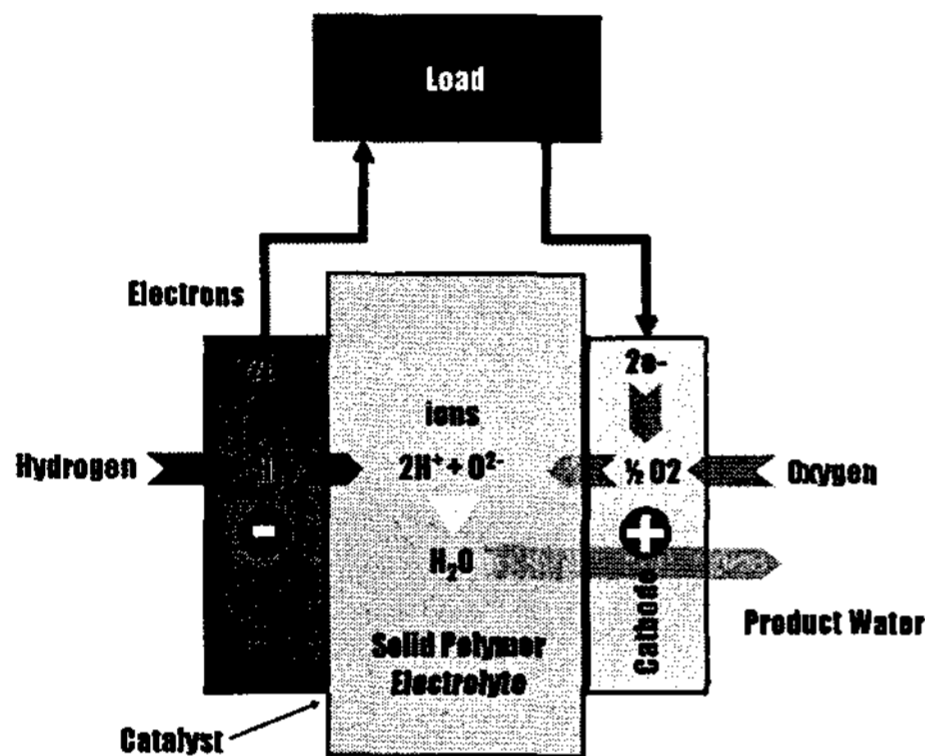 Load
Electrons
2e-
ions
Hydrogen
2H⁺ + O²⁻
½ O2
Oxygen
-
+
H₂O
Cathode
Product Water
Solid Polymer
Electrolyte
Catalyst